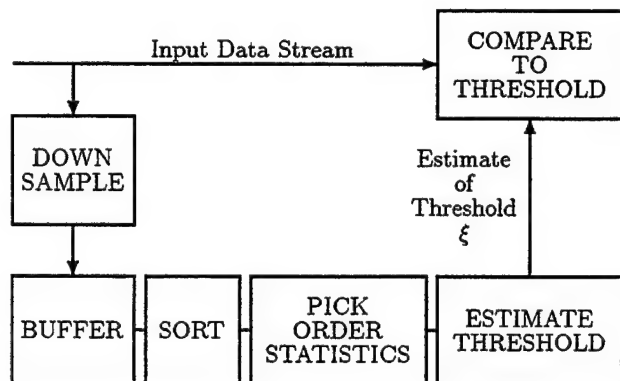 Input Data Stream
COMPARE
TO
THRESHOLD
DOWN
SAMPLE
Estimate
of
Threshold
ξ
BUFFER
SORT
PICK
ORDER
STATISTICS
ESTIMATE
THRESHOLD